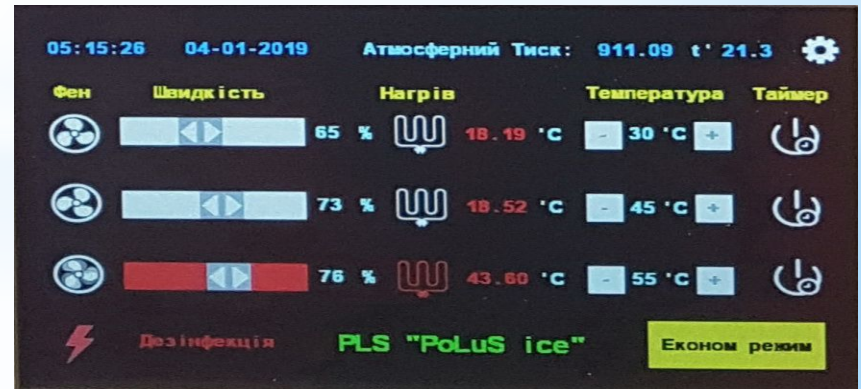 05:15:26 04-01-2019 Атмосферний Тиск: 911.09 t' 21.3
Фен Швидкість Нагрів Температура Таймер
65 % 18.19 'C - 30 'C +
73 % 18.52 'C - 45 'C +
76 % 43.60 'C - 55 'C +
Дезінфекція PLS "PoLuS ice" Економ режим